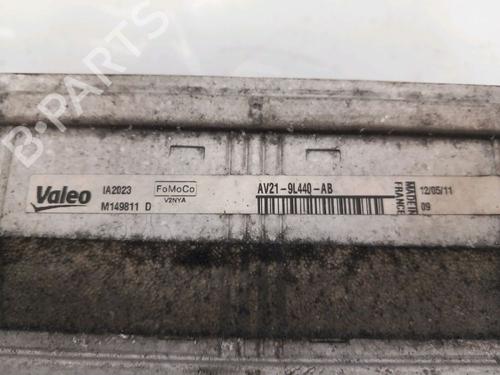 B-PARTS
Valeo
IA2023
M149811 D
FoMoCo
V2NYA
AV21-9L440-AB
MADE IN
FRANCE
12/05/11
09